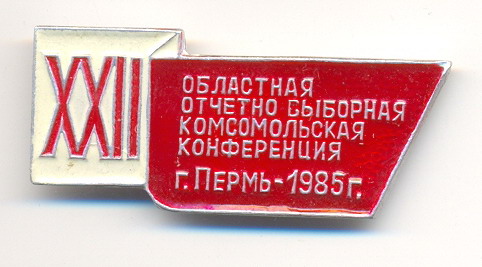 XXII
ОБЛАСТНАЯ
ОТЧЕТНО ВЫБОРНАЯ
КОМСОМОЛЬСКАЯ
КОНФЕРЕНЦИЯ
г. ПЕРМЬ-1985г.